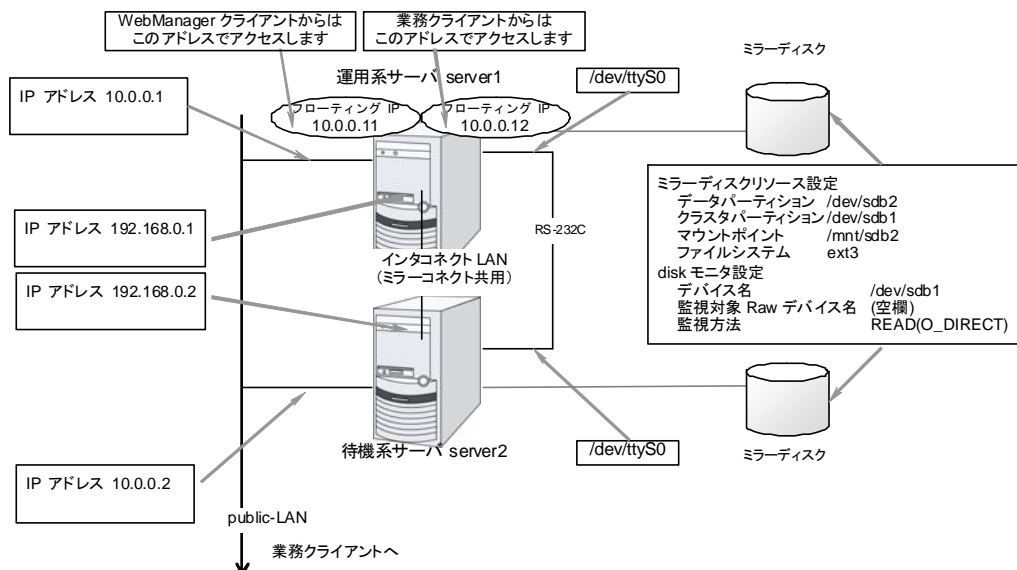 WebManager クライアントからは
このアドレスでアクセスします
業務クライアントからは
このアドレスでアクセスします
ミラーディスク
運用系サーバ server1
/dev/ttyS0
IP アドレス 10.0.0.1
フローティング IP
10.0.0.11
フローティング IP
10.0.0.12
ミラーディスクリソース設定
データパーティション /dev/sdb2
クラスタパーティション /dev/sdb1
マウントポイント /mnt/sdb2
ファイルシステム ext3
disk モニタ設定
デバイス名 /dev/sdb1
監視対象 Raw デバイス名 (空欄)
監視方法 READ(O_DIRECT)
IP アドレス 192.168.0.1
RS-232C
インタコネクト LAN
(ミラーコネクト共用)
IP アドレス 192.168.0.2
待機系サーバ server2
/dev/ttyS0
ミラーディスク
IP アドレス 10.0.0.2
public-LAN
業務クライアントへ